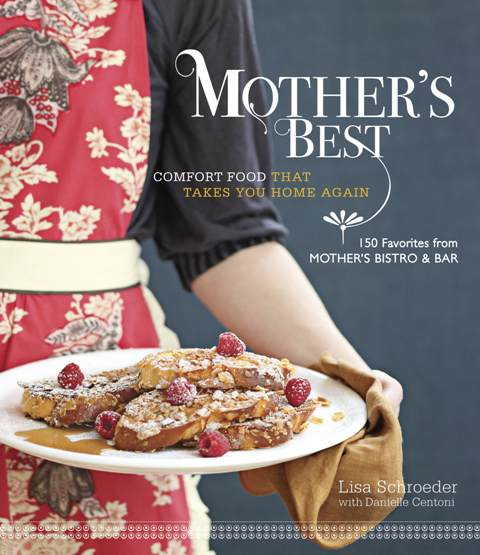 MOTHER'S
BEST
COMFORT FOOD THAT
TAKES YOU HOME AGAIN
150 Favorites from
MOTHER'S BISTRO & BAR
Lisa Schroeder
with Danielle Centoni